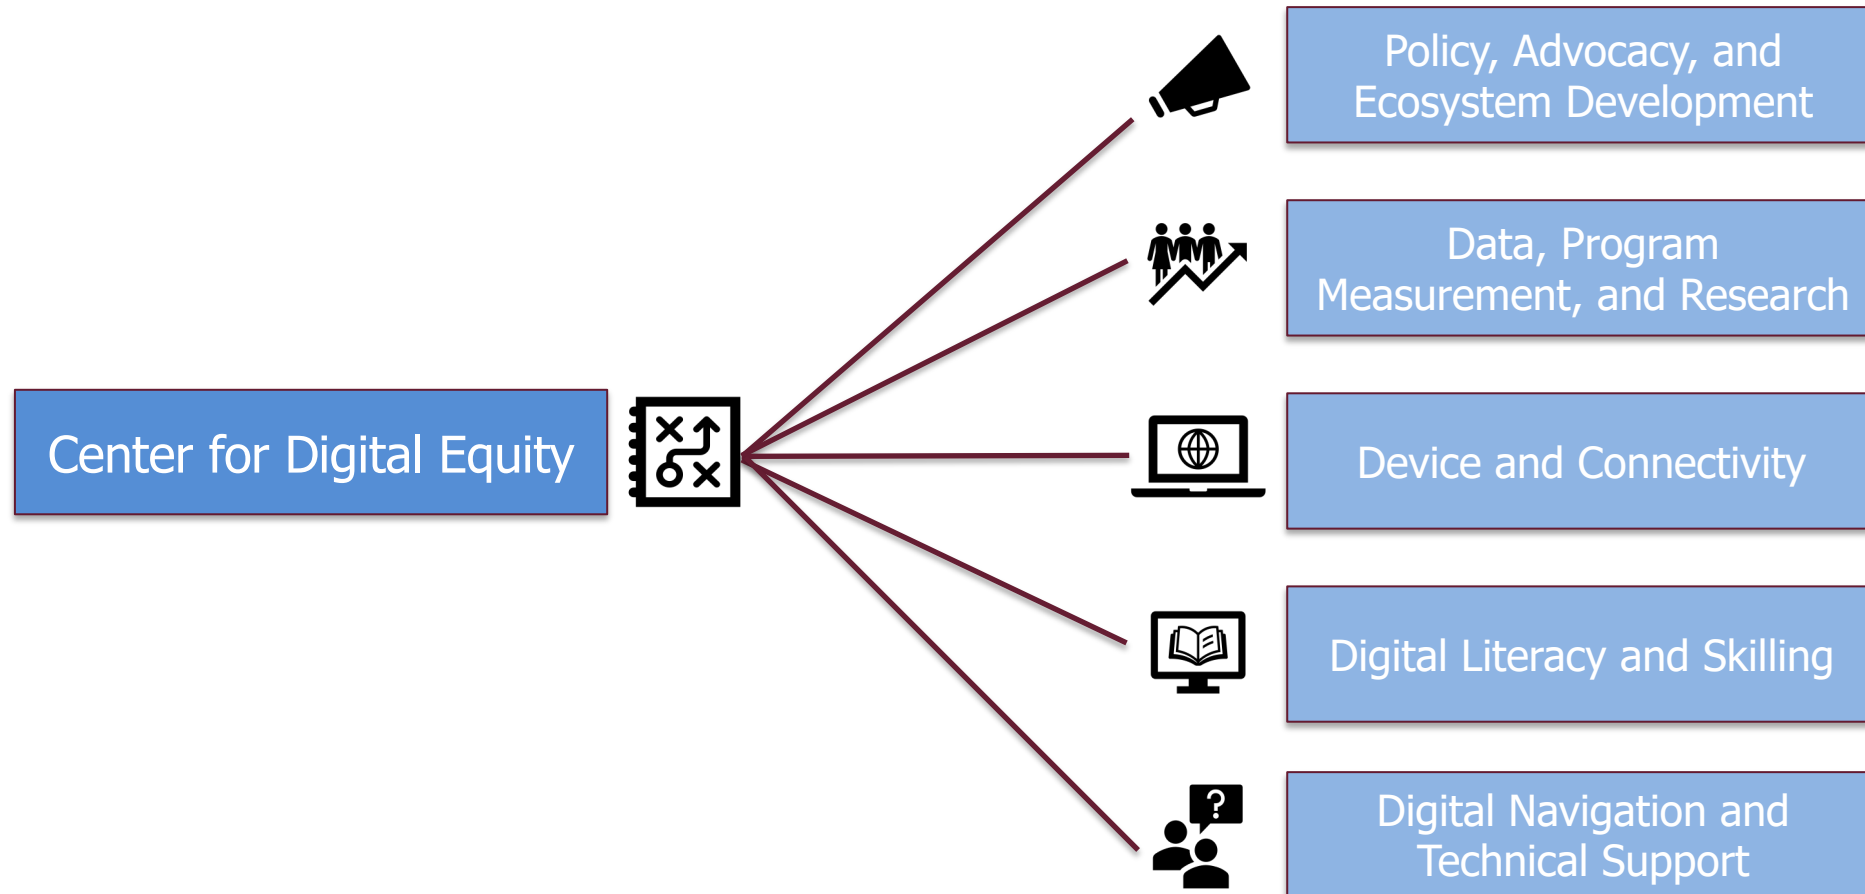 Policy, Advocacy, and
Ecosystem Development
Data, Program
Measurement, and Research
Center for Digital Equity
Device and Connectivity
Digital Literacy and Skilling
?
Digital Navigation and
Technical Support